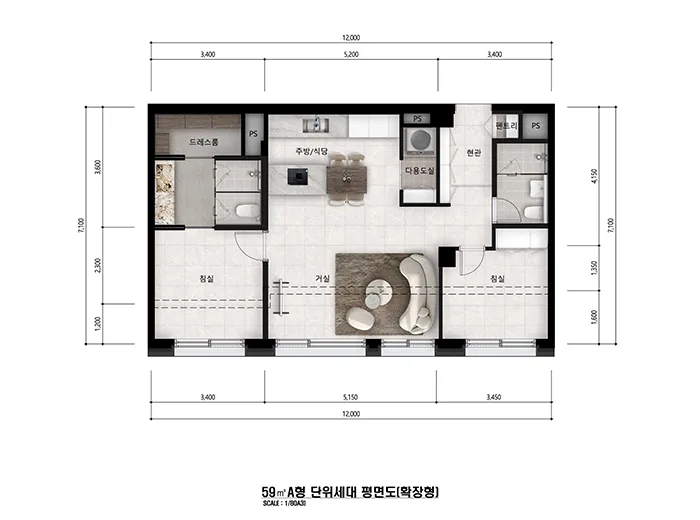 12,000
3,400
5,200
3,400
드레스룸
PS
주방/식당
PS
다용도실
현관
팬트리
PS
3,600
2,300
1,200
7,100
4,150
1,350
1,600
7,100
침실
거실
침실
3,400
5,150
3,450
12,000
59㎡A형 단위세대 평면도(확장형)
SCALE : 1/80(A3)